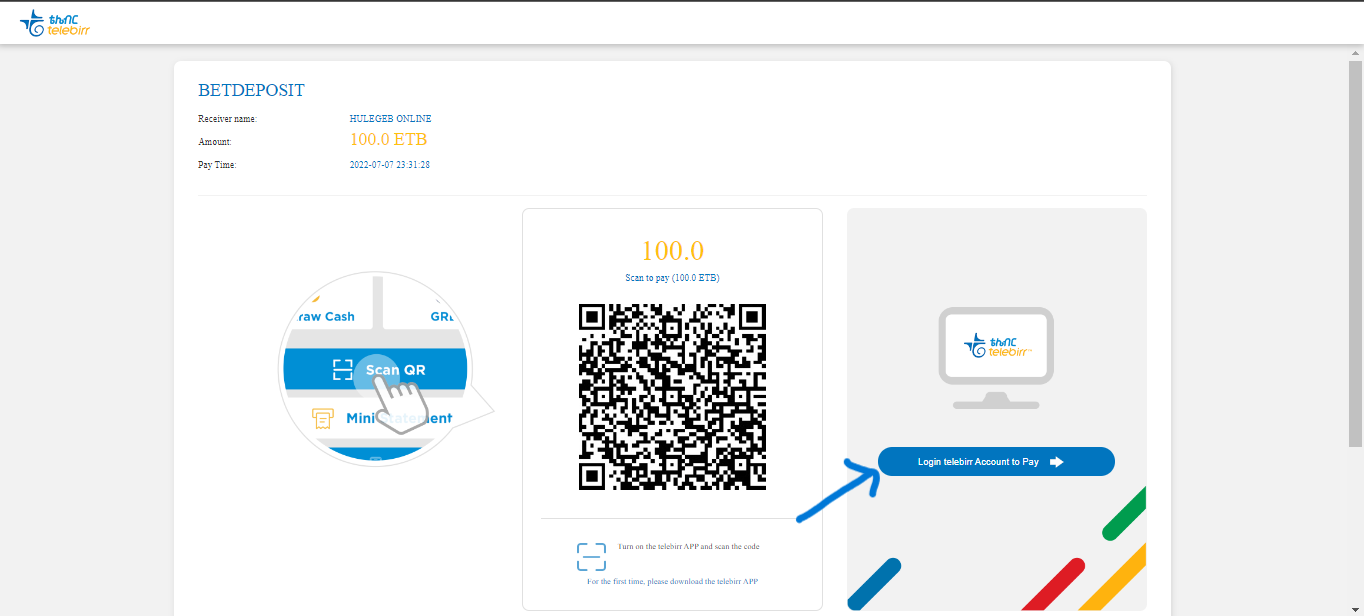 ቴሌብር
telebirr
BETDEPOSIT
Receiver name: HULEGEB ONLINE
Amount: 100.0 ETB
Pay Time: 2022-07-07 23:31:28
100.0
Scan to pay (100.0 ETB)
raw Cash
Scan QR
Mini
ቴሌብር
telebirr
Login telebirr Account to Pay
Turn on the telebirr APP and scan the code
For the first time, please download the telebirr APP